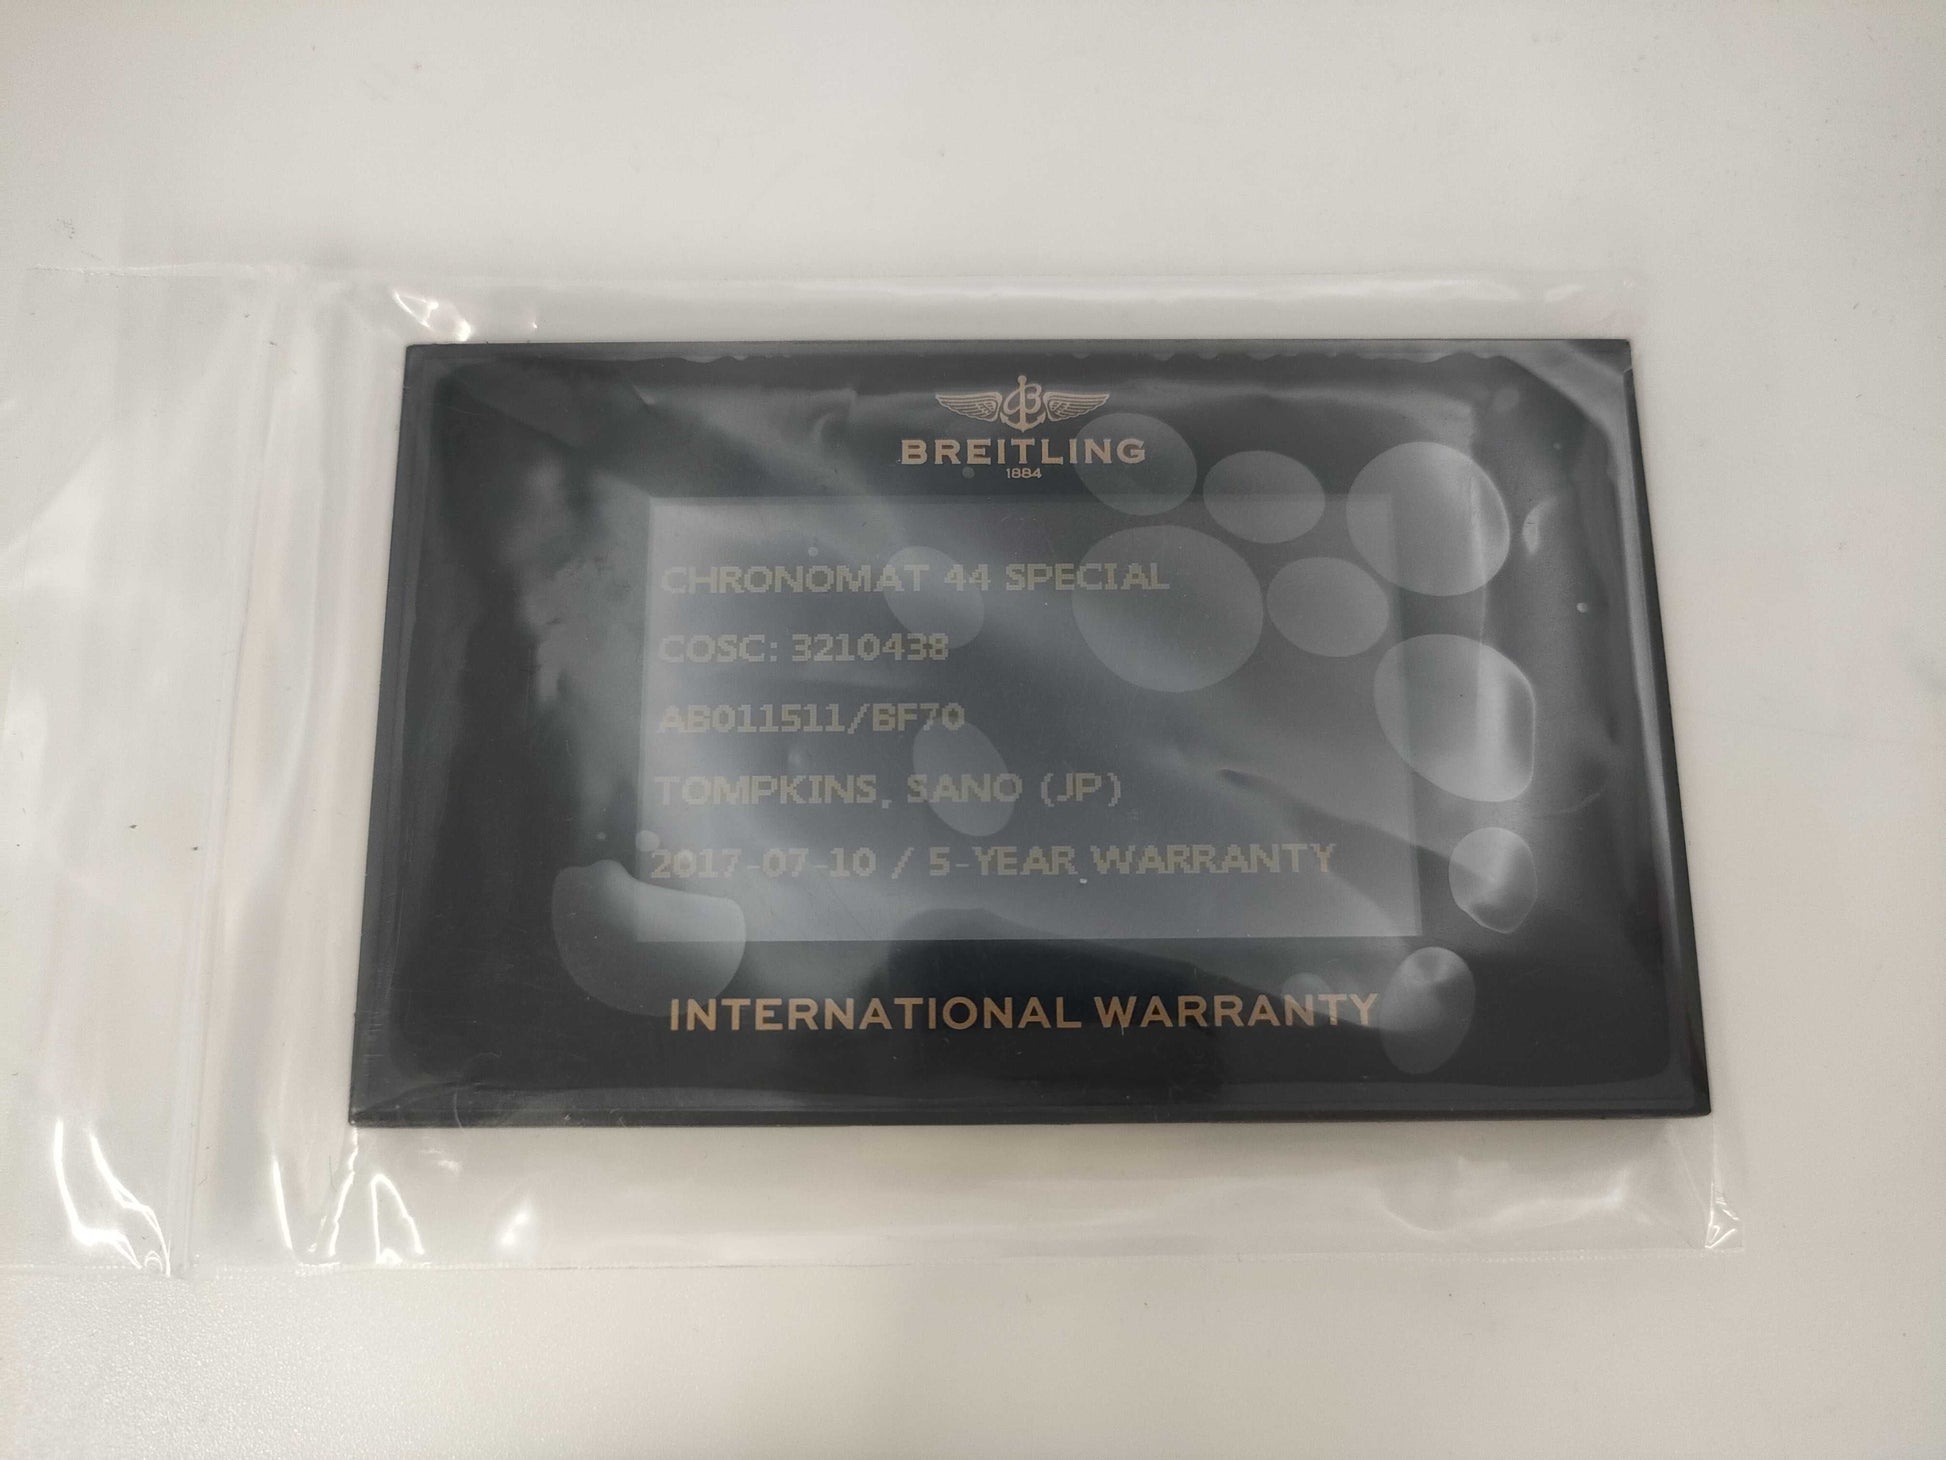 BREITLING
1884
CHRONOMAT 44 SPECIAL
COSC: 3210438
AB011511/BF70
TOMPKINS, SANO (JP)
2017-07-10 / 5-YEAR WARRANTY
INTERNATIONAL WARRANTY